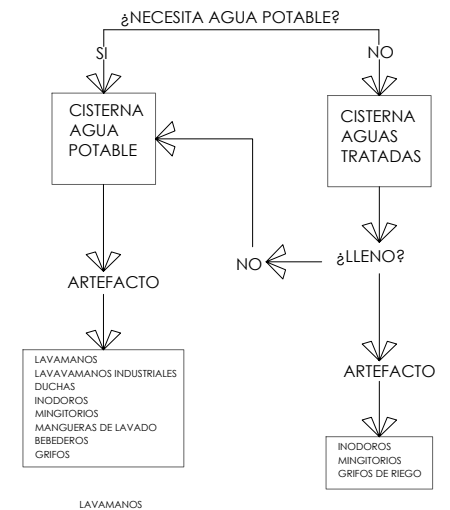 ¿NECESITA AGUA POTABLE?
SI
NO
CISTERNA
AGUA
POTABLE
CISTERNA
AGUAS
TRATADAS
NO
¿LLENO?
ARTEFACTO
ARTEFACTO
LAVAMANOS
LAVAVAMANOS INDUSTRIALES
DUCHAS
INODOROS
MINGITORIOS
MANGUERAS DE LAVADO
BEBEDEROS
GRIFOS
INODOROS
MINGITORIOS
GRIFOS DE RIEGO
LAVAMANOS